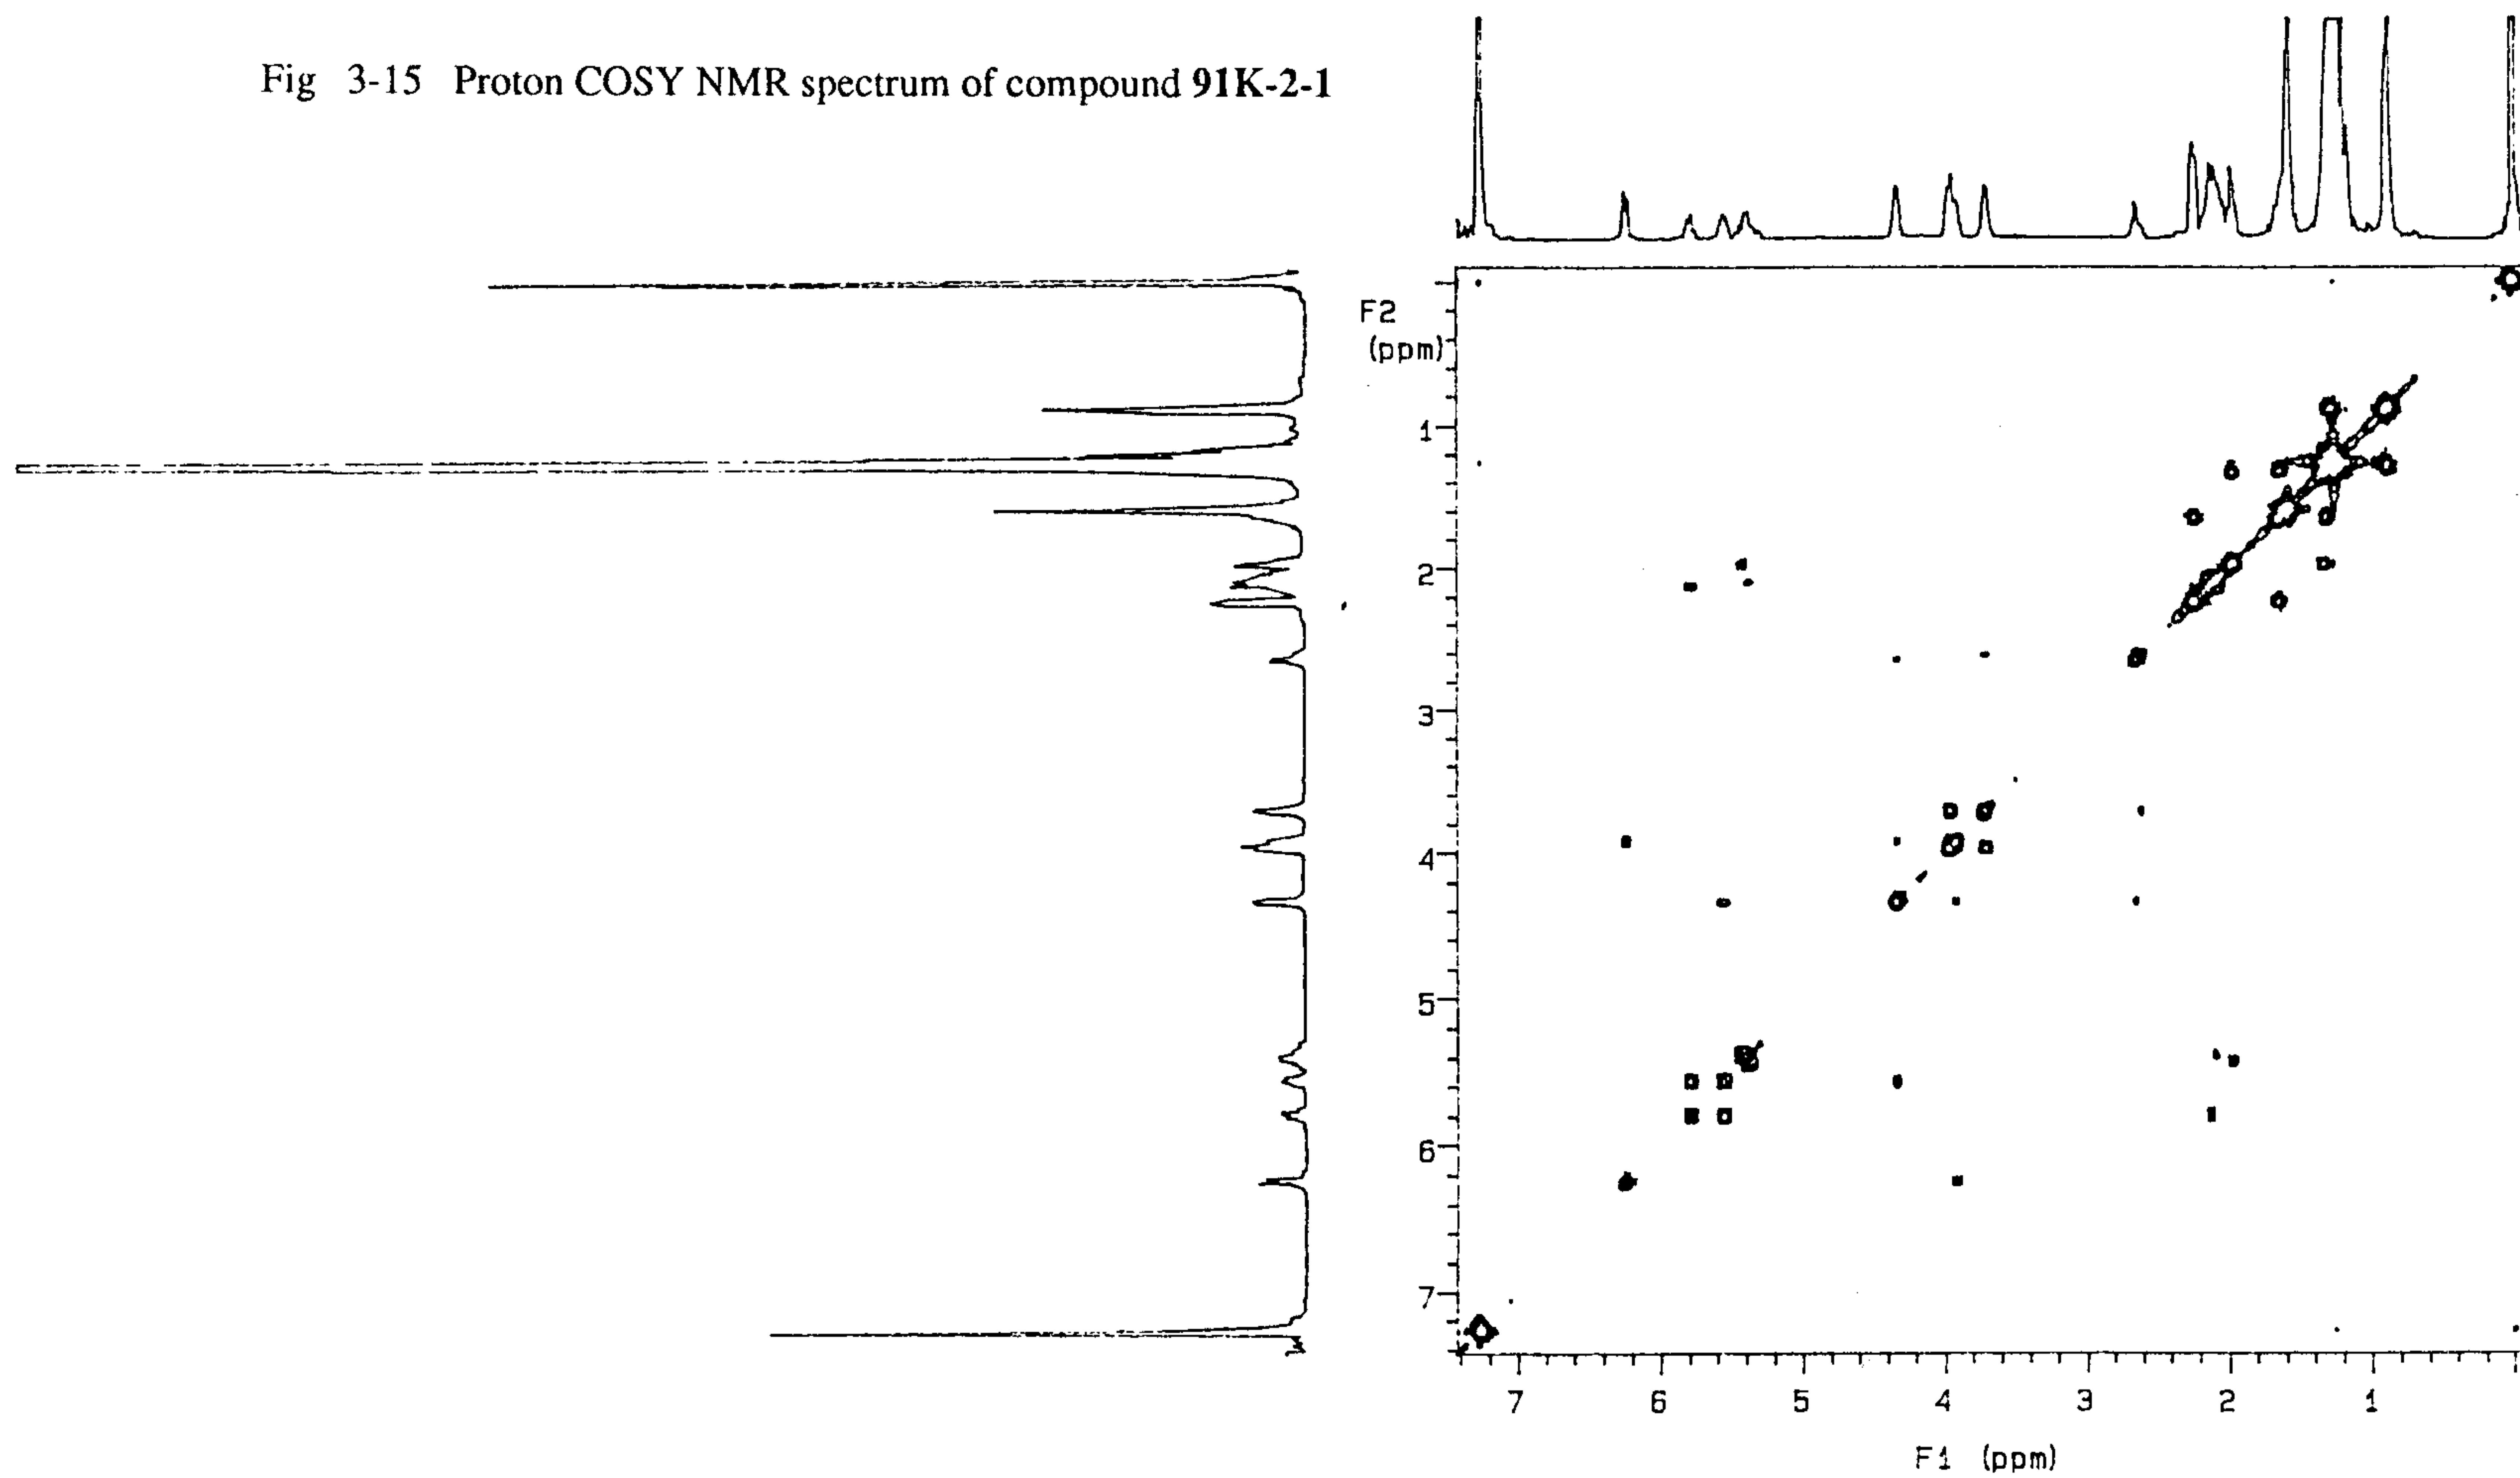 Fig 3-15 Proton COSY NMR spectrum of compound 91K-2-1
F2
(ppm)
1
2
3
4
5
6
7
7 6 5 4 3 2 1
F1 (ppm)